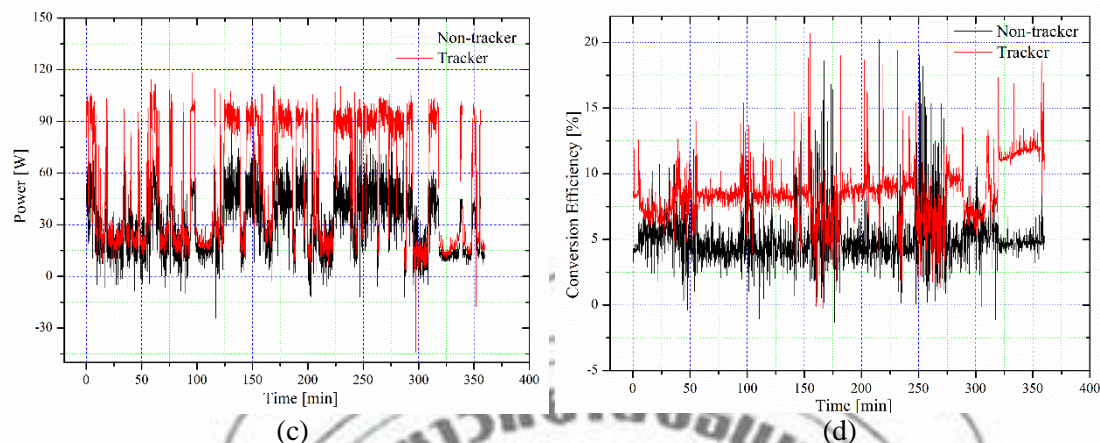 150
120
90
60
30
0
-30
Power [W]
Non-tracker
Tracker
0 50 100 150 200 250 300 350 400
Time [min]
(c)
20
15
10
5
0
-5
Conversion Efficiency [%]
Non-tracker
Tracker
0 50 100 150 200 250 300 350 400
Time [min]
(d)